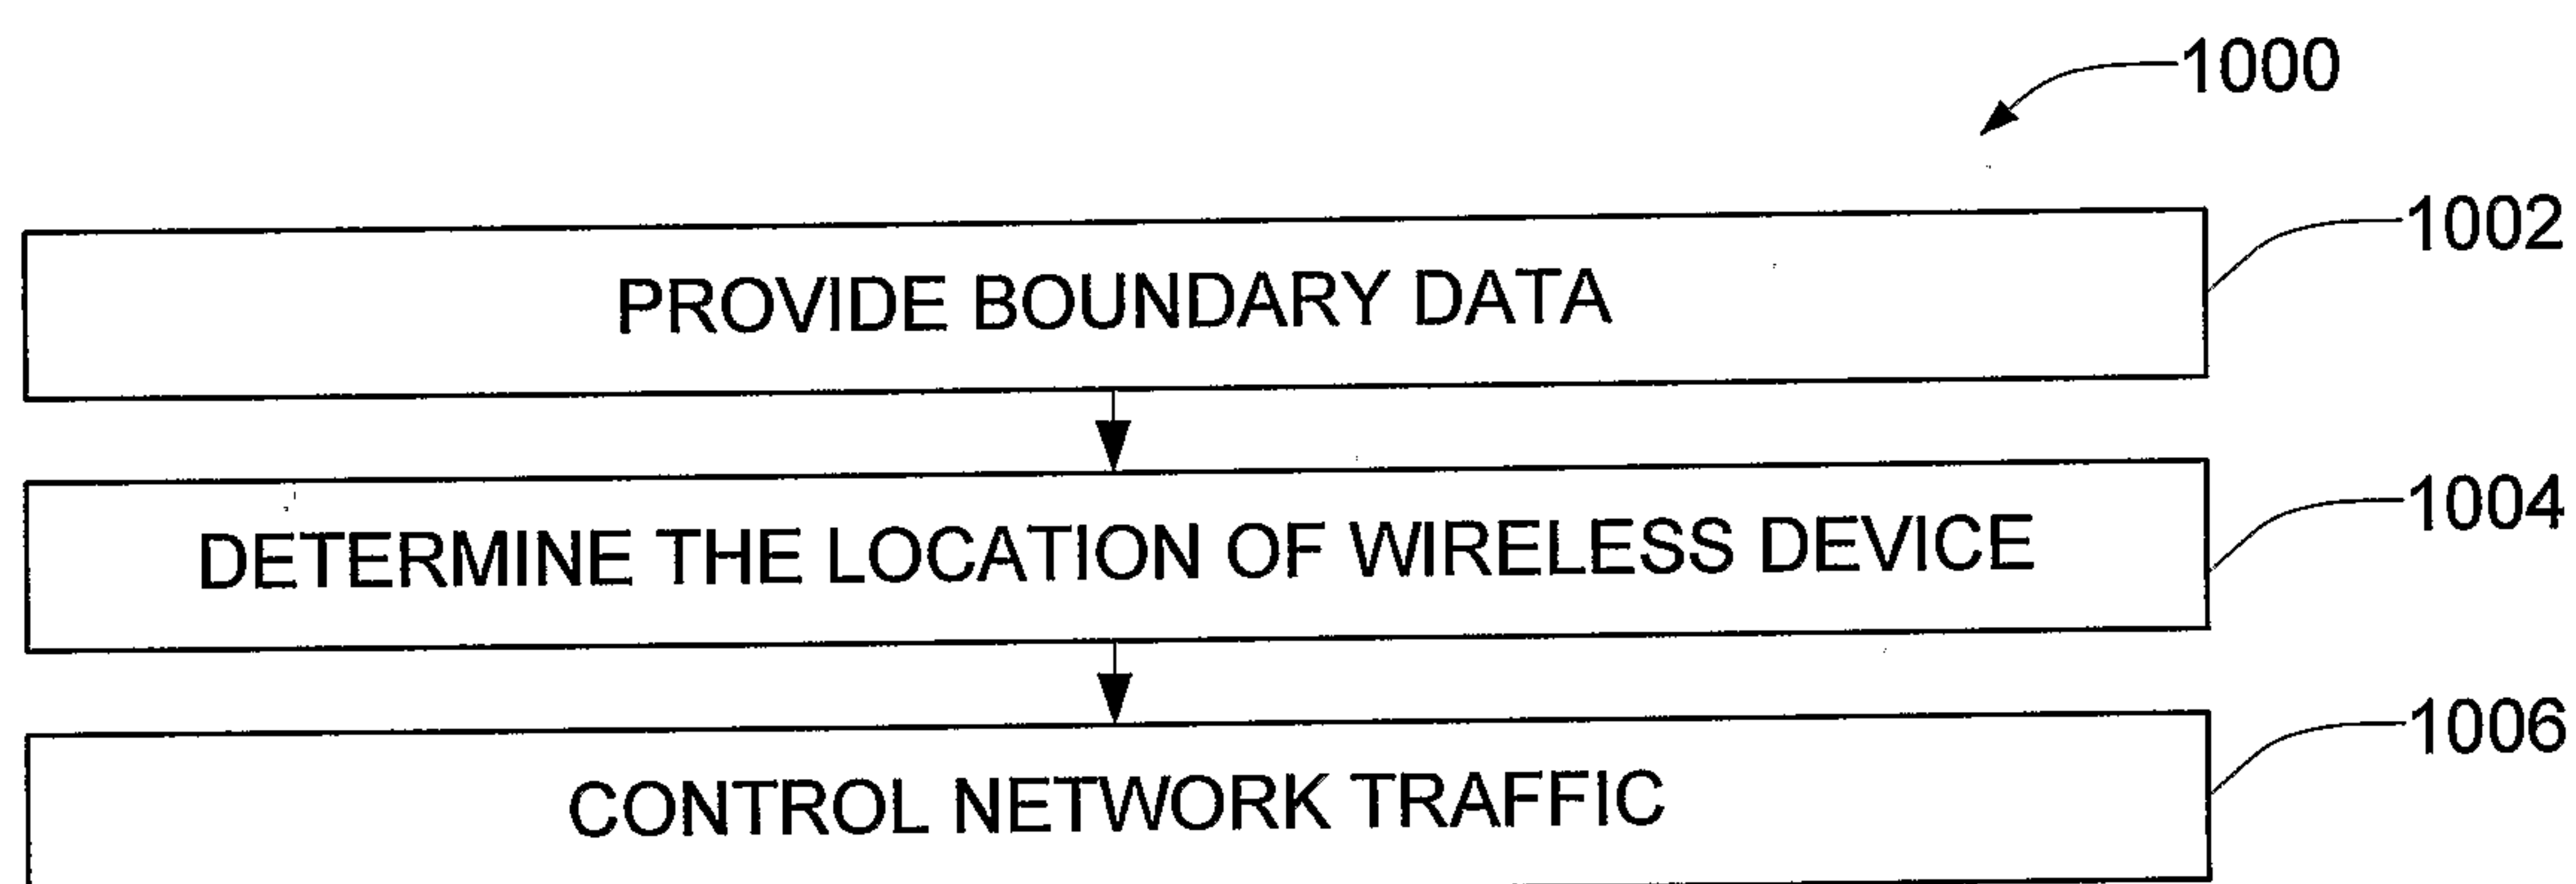 1000
PROVIDE BOUNDARY DATA
1002
DETERMINE THE LOCATION OF WIRELESS DEVICE
1004
CONTROL NETWORK TRAFFIC
1006